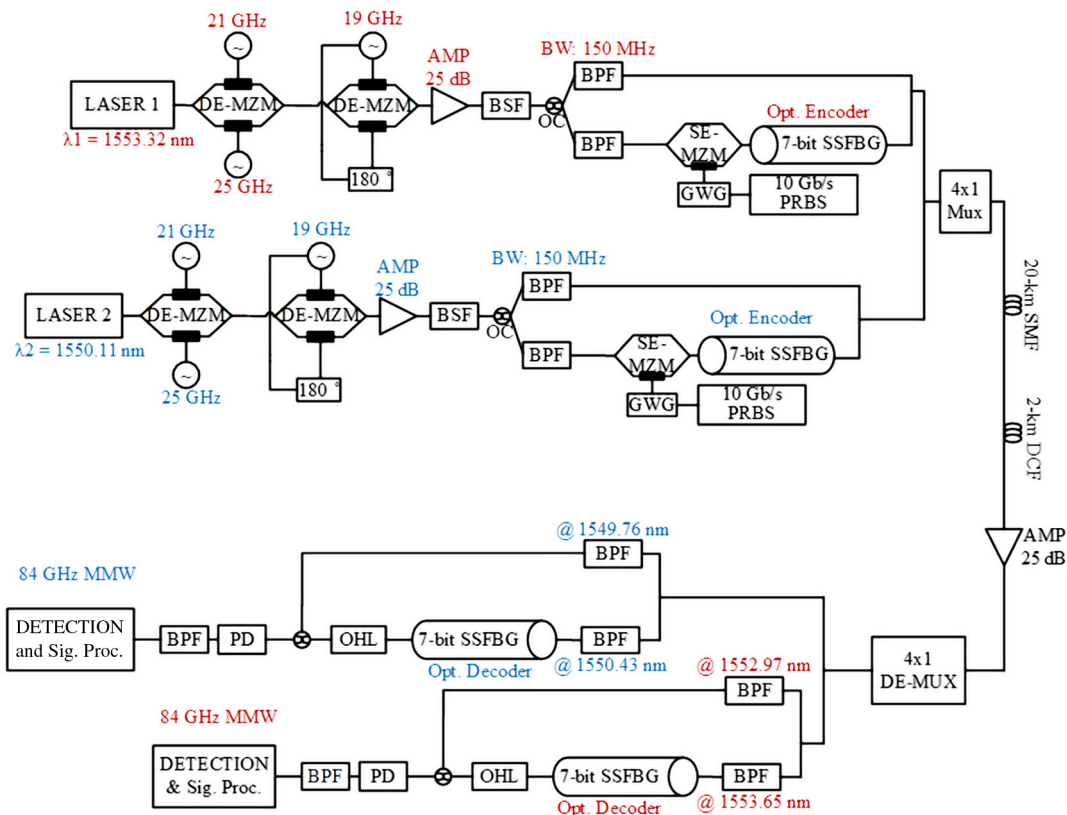 21 GHz
19 GHz
AMP
25 dB
BW: 150 MHz
LASER 1
DE-MZM
DE-MZM
BSF
OC
BPF
BPF
λ1 = 1553.32 nm
25 GHz
180 °
SE-
MZM
Opt. Encoder
7-bit SSFBG
GWG
10 Gb/s
PRBS
4x1
Mux
21 GHz
19 GHz
AMP
25 dB
BW: 150 MHz
LASER 2
DE-MZM
DE-MZM
BSF
OC
BPF
BPF
λ2 = 1550.11 nm
25 GHz
180 °
SE-
MZM
Opt. Encoder
7-bit SSFBG
GWG
10 Gb/s
PRBS
20-km SMF
2-km DCF
AMP
25 dB
4x1
DE-MUX
@ 1549.76 nm
BPF
84 GHz MMW
DETECTION
and Sig. Proc.
BPF
PD
OHL
7-bit SSFBG
BPF
Opt. Decoder
@ 1550.43 nm
@ 1552.97 nm
BPF
84 GHz MMW
DETECTION
& Sig. Proc.
BPF
PD
OHL
7-bit SSFBG
BPF
Opt. Decoder
@ 1553.65 nm